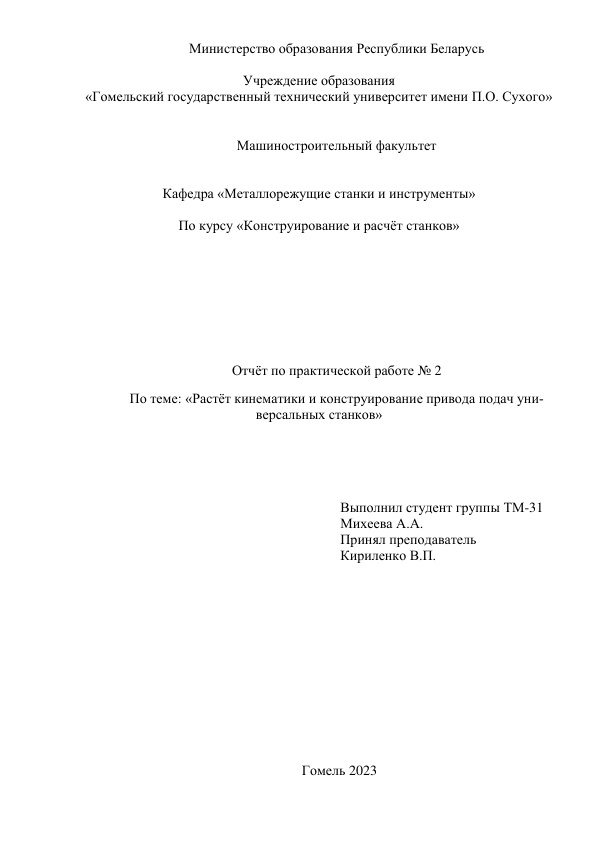 Министерство образования Республики Беларусь
Учреждение образования
«Гомельский государственный технический университет имени П.О. Сухого»
Машиностроительный факультет
Кафедра «Металлорежущие станки и инструменты»
По курсу «Конструирование и расчёт станков»
Отчёт по практической работе № 2
По теме: «Растёт кинематики и конструирование привода подач уни-
версальных станков»
Выполнил студент группы ТМ-31
Михеева А.А.
Принял преподаватель
Кириленко В.П.
Гомель 2023